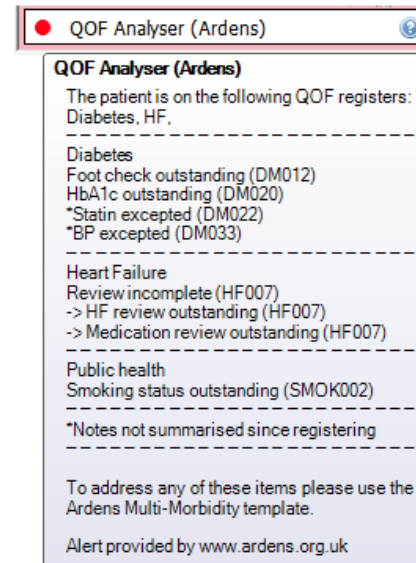 QOF Analyser (Ardens)
QOF Analyser (Ardens)
The patient is on the following QOF registers:
Diabetes, HF,
Diabetes
Foot check outstanding (DM012)
HbA1c outstanding (DM020)
*Statin excepted (DM022)
*BP excepted (DM033)
Heart Failure
Review incomplete (HF007)
-> HF review outstanding (HF007)
-> Medication review outstanding (HF007)
Public health
Smoking status outstanding (SMOK002)
*Notes not summarised since registering
To address any of these items please use the
Ardens Multi-Morbidity template.
Alert provided by www.ardens.org.uk